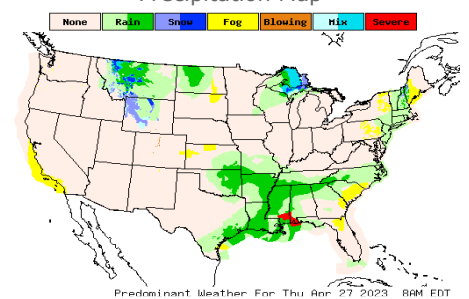 Precipitation Map
None Rain Snow Fog Blowing Mix Severe
Predominant Weather For Thu Apr 27 2023 8AM EDT